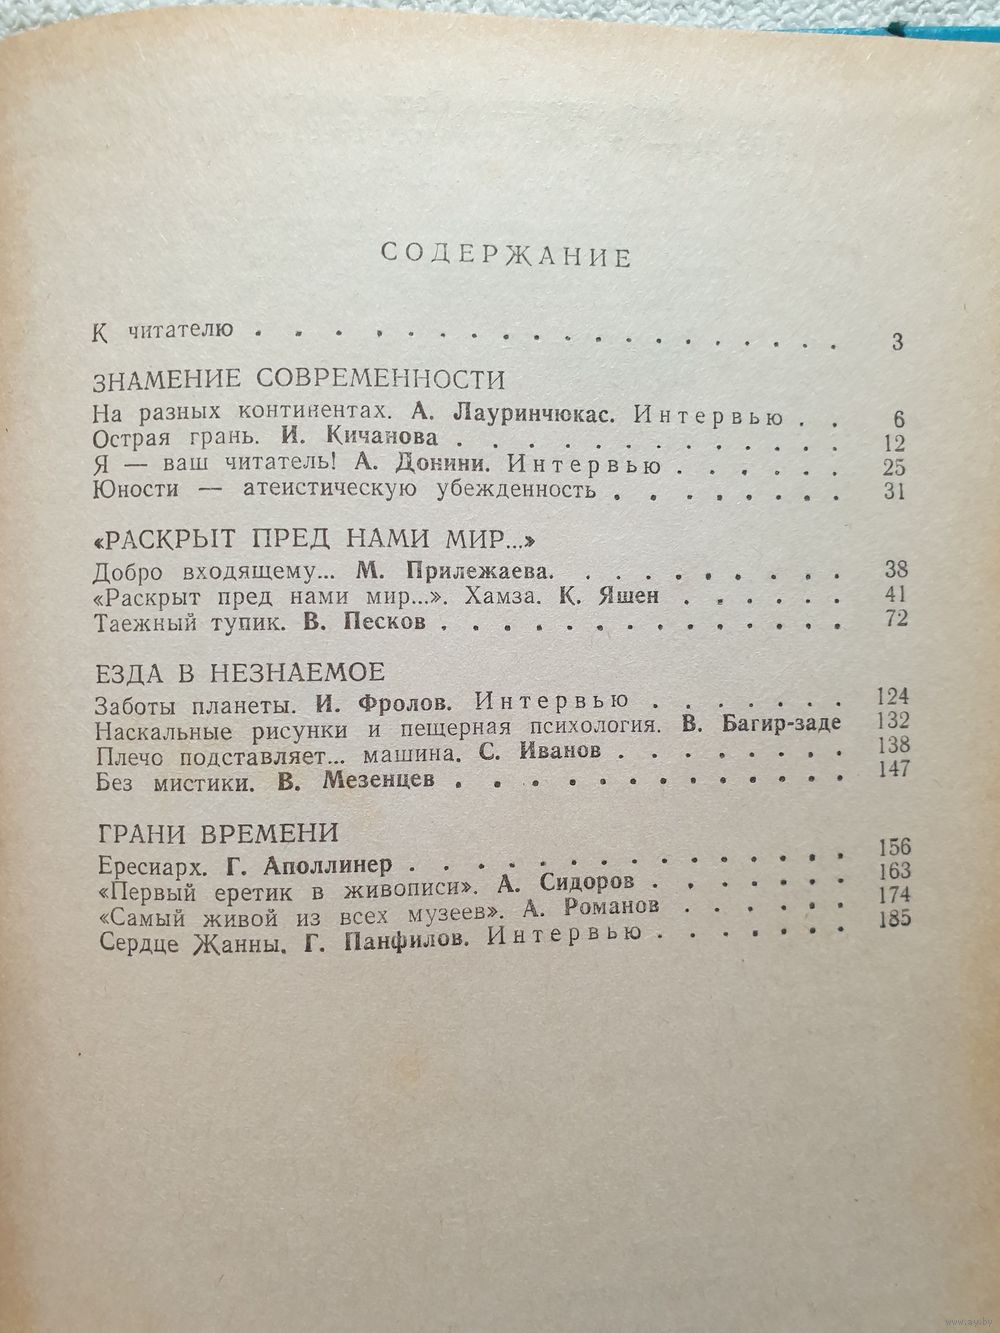 СОДЕРЖАНИЕ
К читателю . . . . . . . . . . . . . . . . . 3
ЗНАМЕНИЕ СОВРЕМЕННОСТИ
На разных континентах. А. Лауринчюкас. Интервью . . 6
Острая грань. И. Кичанова . . . . . . . . . . . 12
Я — ваш читатель! А. Донини. Интервью . . . . . . 25
Юности — атеистическую убежденность . . . . . . . . 31
«РАСКРЫТ ПРЕД НАМИ МИР...»
Добро входящему... М. Прилежаева. . . . . . . . . . 38
«Раскрыт пред нами мир...». Хамза. К. Яшен . . . . . . 41
Таежный тупик. В. Песков . . . . . . . . . . . . . . 72
ЕЗДА В НЕЗНАЕМОЕ
Заботы планеты. И. Фролов. Интервью . . . . . . . 124
Наскальные рисунки и пещерная психология. В. Багир-заде 132
Плечо подставляет... машина. С. Иванов . . . . . . . . 138
Без мистики. В. Мезенцев . . . . . . . . . . . . . . 147
ГРАНИ ВРЕМЕНИ
Ересиарх. Г. Аполлинер . . . . . . . . . . . . . 156
«Первый еретик в живописи». А. Сидоров . . . . . . . 163
«Самый живой из всех музеев». А. Романов . . . . . . 174
Сердце Жанны. Г. Панфилов. Интервью . . . . . . . 185
www.ay.by